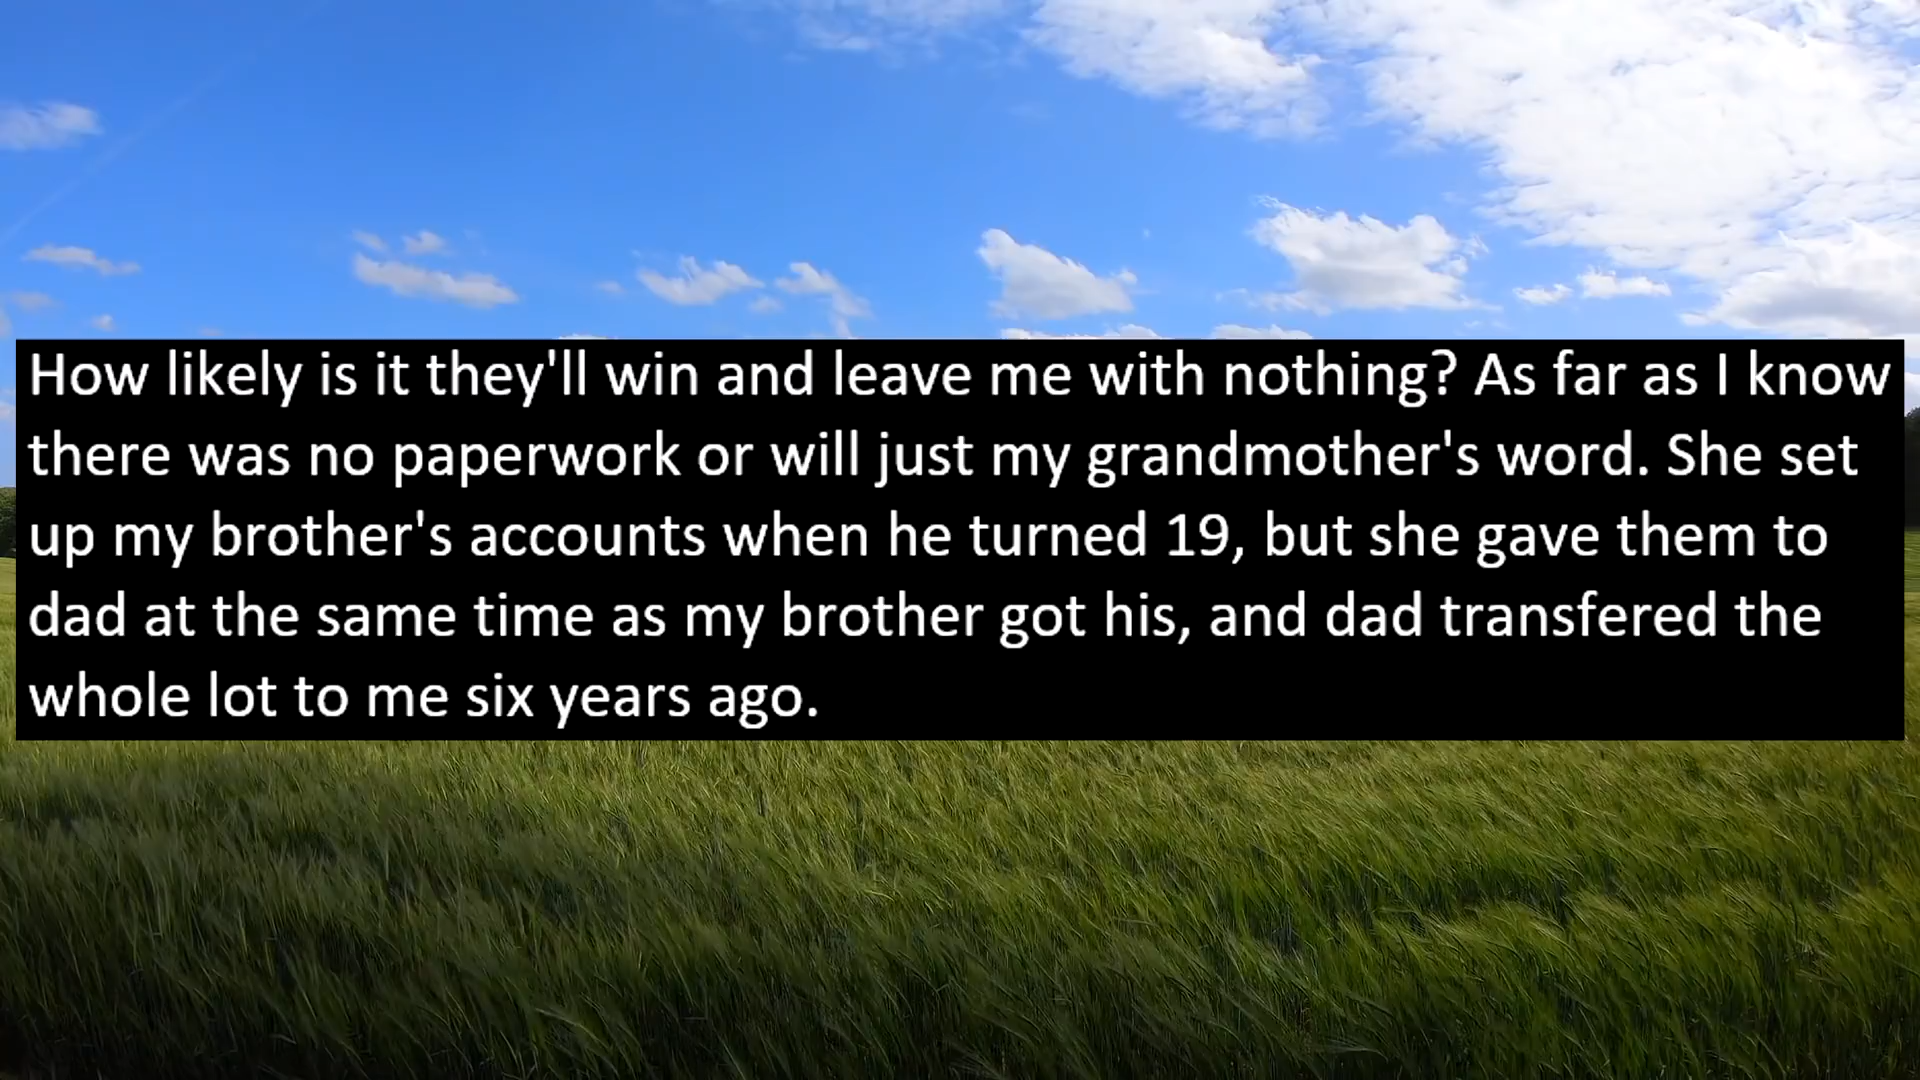 How likely is it they'll win and leave me with nothing? As far as I know
there was no paperwork or will just my grandmother's word. She set
up my brother's accounts when he turned 19, but she gave them to
dad at the same time as my brother got his, and dad transfered the
whole lot to me six years ago.